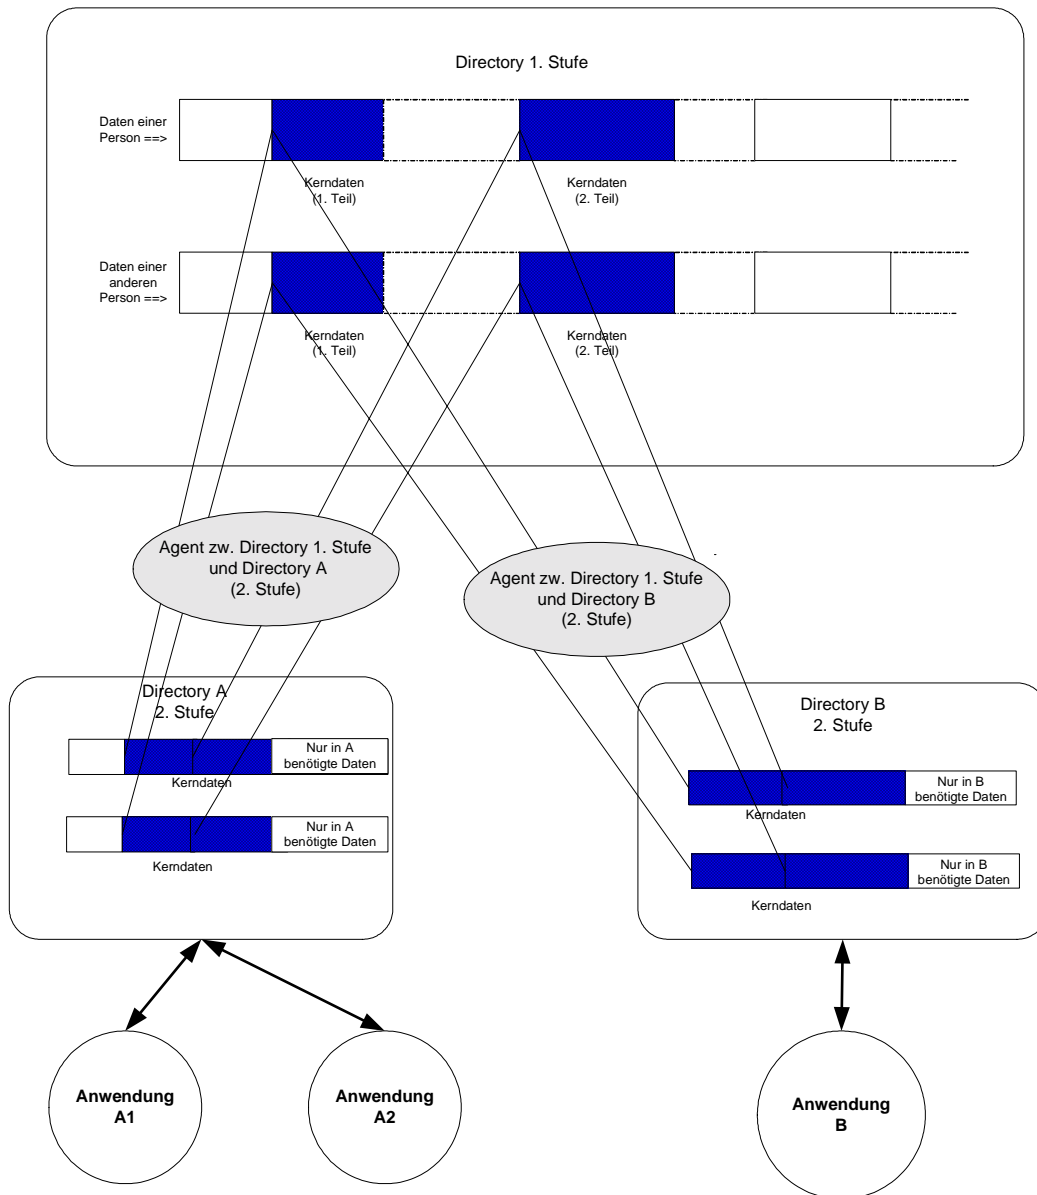 Directory 1. Stufe
Daten einer
Person ==>
Kerndaten
(1. Teil)
Kerndaten
(2. Teil)
Daten einer
anderen
Person ==>
Kerndaten
(1. Teil)
Kerndaten
(2. Teil)
Agent zw. Directory 1. Stufe
und Directory A
(2. Stufe)
Agent zw. Directory 1. Stufe
und Directory B
(2. Stufe)
Directory A
2. Stufe
Nur in A
benötigte Daten
Kerndaten
Nur in A
benötigte Daten
Kerndaten
Directory B
2. Stufe
Nur in B
benötigte Daten
Kerndaten
Nur in B
benötigte Daten
Kerndaten
Anwendung
A1
Anwendung
A2
Anwendung
B